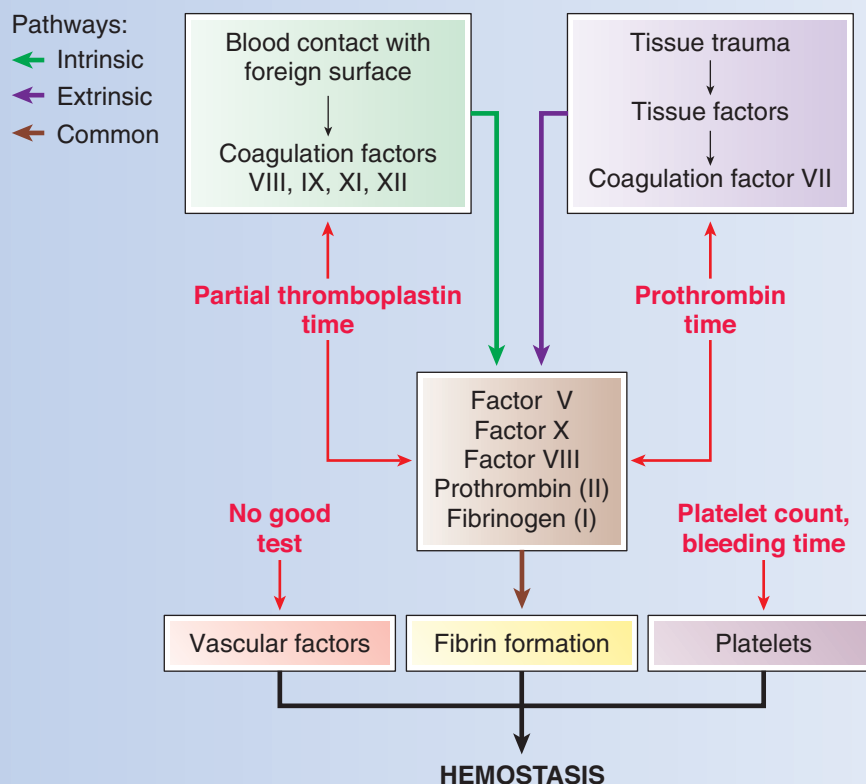 Pathways:
Intrinsic
Extrinsic
Common
Blood contact with
foreign surface
Coagulation factors
VIII, IX, XI, XII
Tissue trauma
Tissue factors
Coagulation factor VII
Partial thromboplastin
time
Prothrombin
time
Factor V
Factor X
Factor VIII
Prothrombin (II)
Fibrinogen (I)
No good
test
Platelet count,
bleeding time
Vascular factors
Fibrin formation
Platelets
HEMOSTASIS